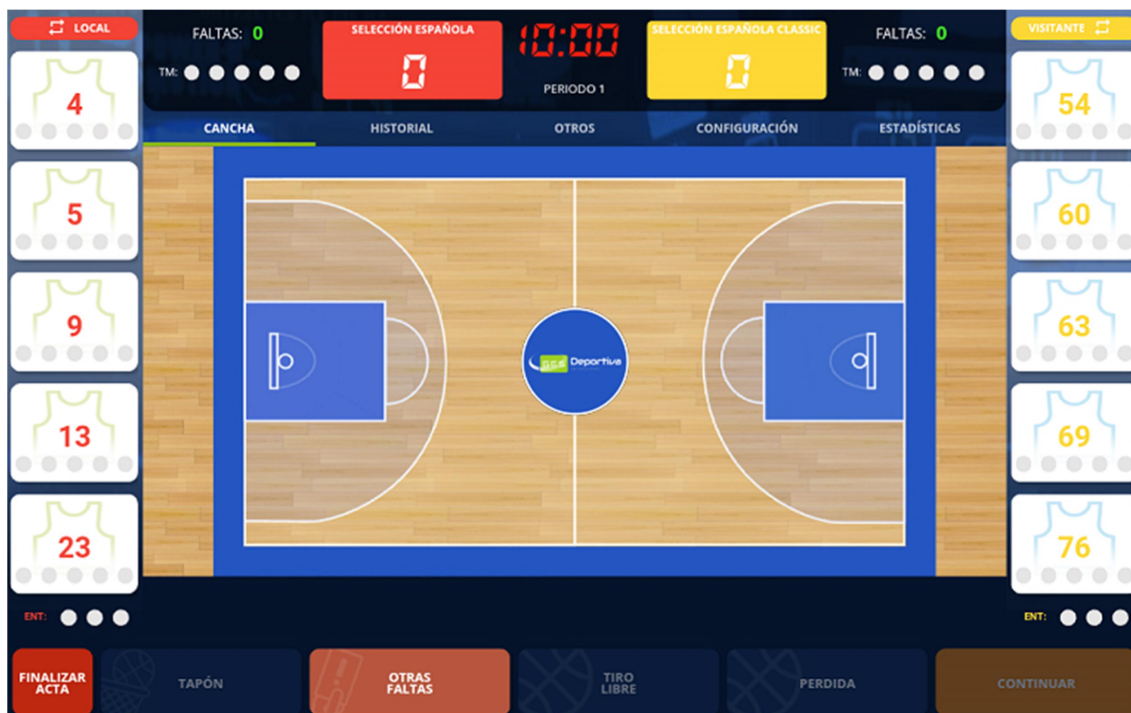 LOCAL
FALTAS: 0
SELECCIÓN ESPAÑOLA
10:00
SELECCIÓN ESPAÑOLA CLASSIC
FALTAS: 0
VISITANTE
TM:
0
PERIODO 1
0
TM:
CANCHA
HISTORIAL
OTROS
CONFIGURACIÓN
ESTADÍSTICAS
4
5
9
13
23
54
60
63
69
76
Deportiva
ENT:
ENT:
FINALIZAR
ACTA
TAPÓN
OTRAS
FALTAS
TIRO
LIBRE
PERDIDA
CONTINUAR